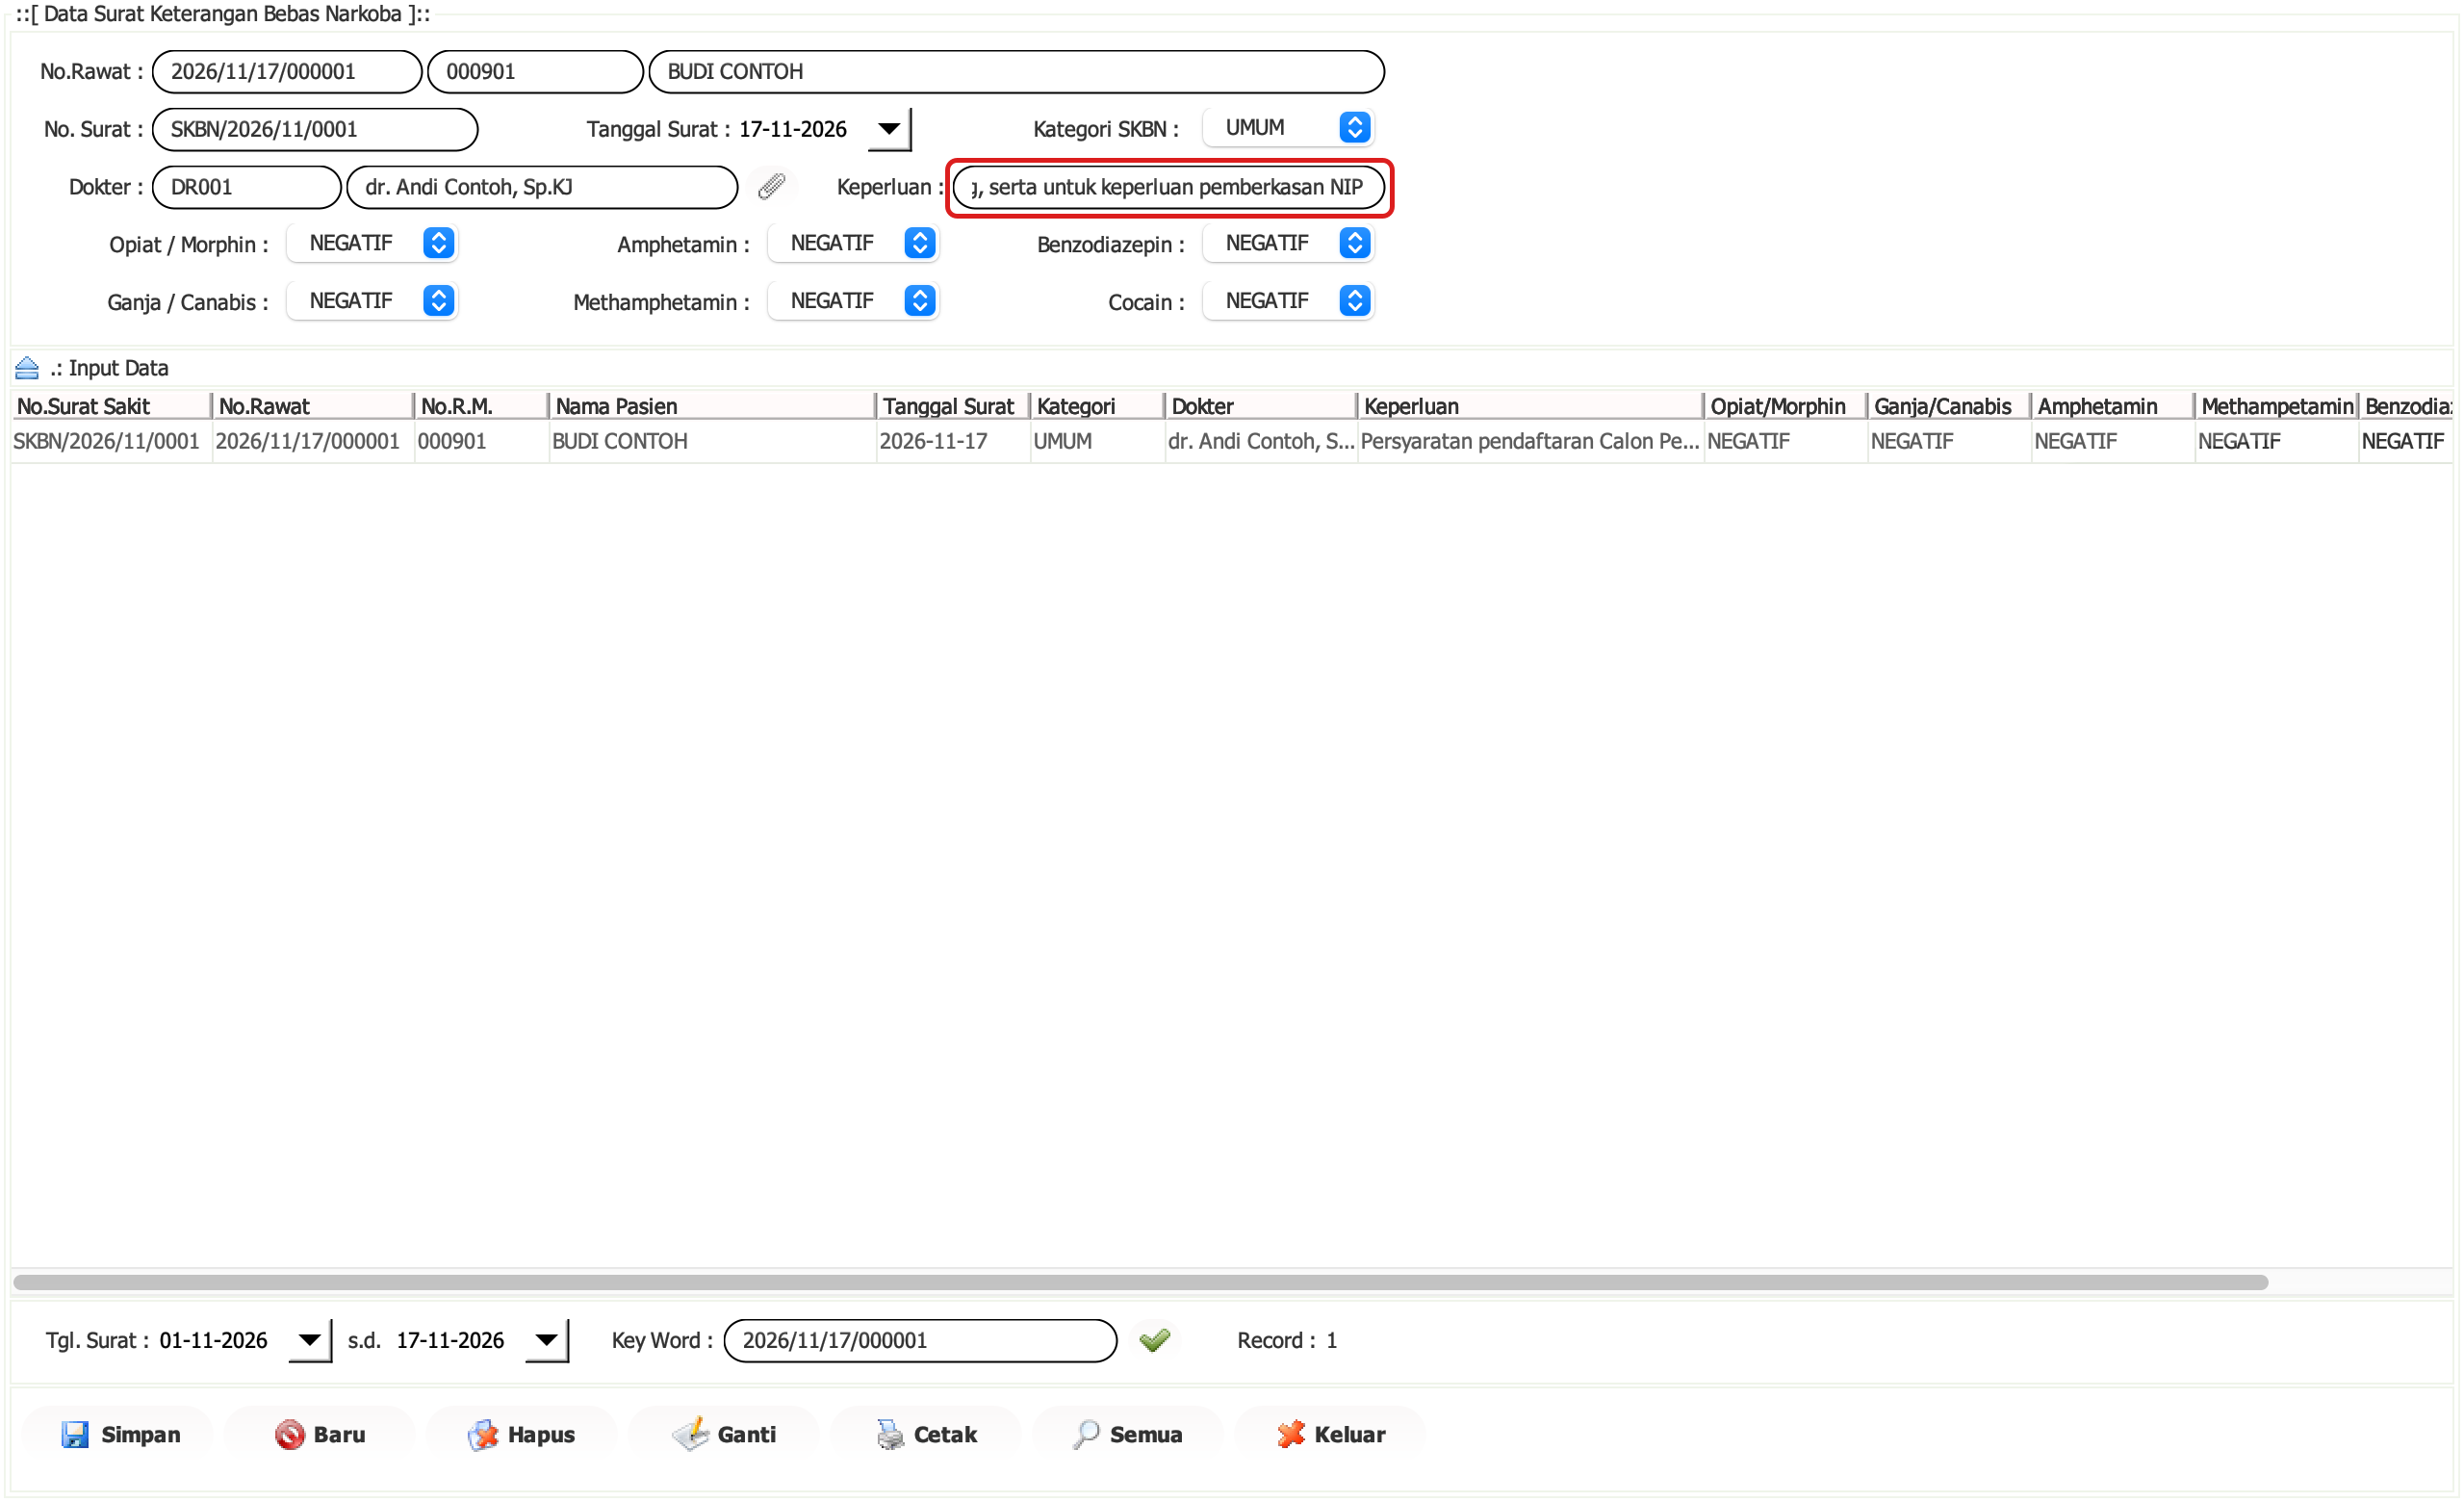 ::[ Data Surat Keterangan Bebas Narkoba ]::
No.Rawat : 2026/11/17/000001 000901 BUDI CONTOH
No. Surat : SKBN/2026/11/0001 Tanggal Surat : 17-11-2026 Kategori SKBN : UMUM
Dokter : DR001 dr. Andi Contoh, Sp.KJ Keperluan : g, serta untuk keperluan pemberkasan NIP
Opiat / Morphin : NEGATIF Amphetamin : NEGATIF Benzodiazepin : NEGATIF
Ganja / Canabis : NEGATIF Methamphetamin : NEGATIF Cocain : NEGATIF
.: Input Data
No.Surat Sakit No.Rawat No.R.M. Nama Pasien Tanggal Surat Kategori Dokter Keperluan Opiat/Morphin Ganja/Canabis Amphetamin Methampetamin Benzodia
SKBN/2026/11/0001 2026/11/17/000001 000901 BUDI CONTOH 2026-11-17 UMUM dr. Andi Contoh, S... Persyaratan pendaftaran Calon Pe... NEGATIF NEGATIF NEGATIF NEGATIF NEGATIF
Tgl. Surat : 01-11-2026 s.d. 17-11-2026 Key Word : 2026/11/17/000001 Record : 1
Simpan Baru Hapus Ganti Cetak Semua Keluar